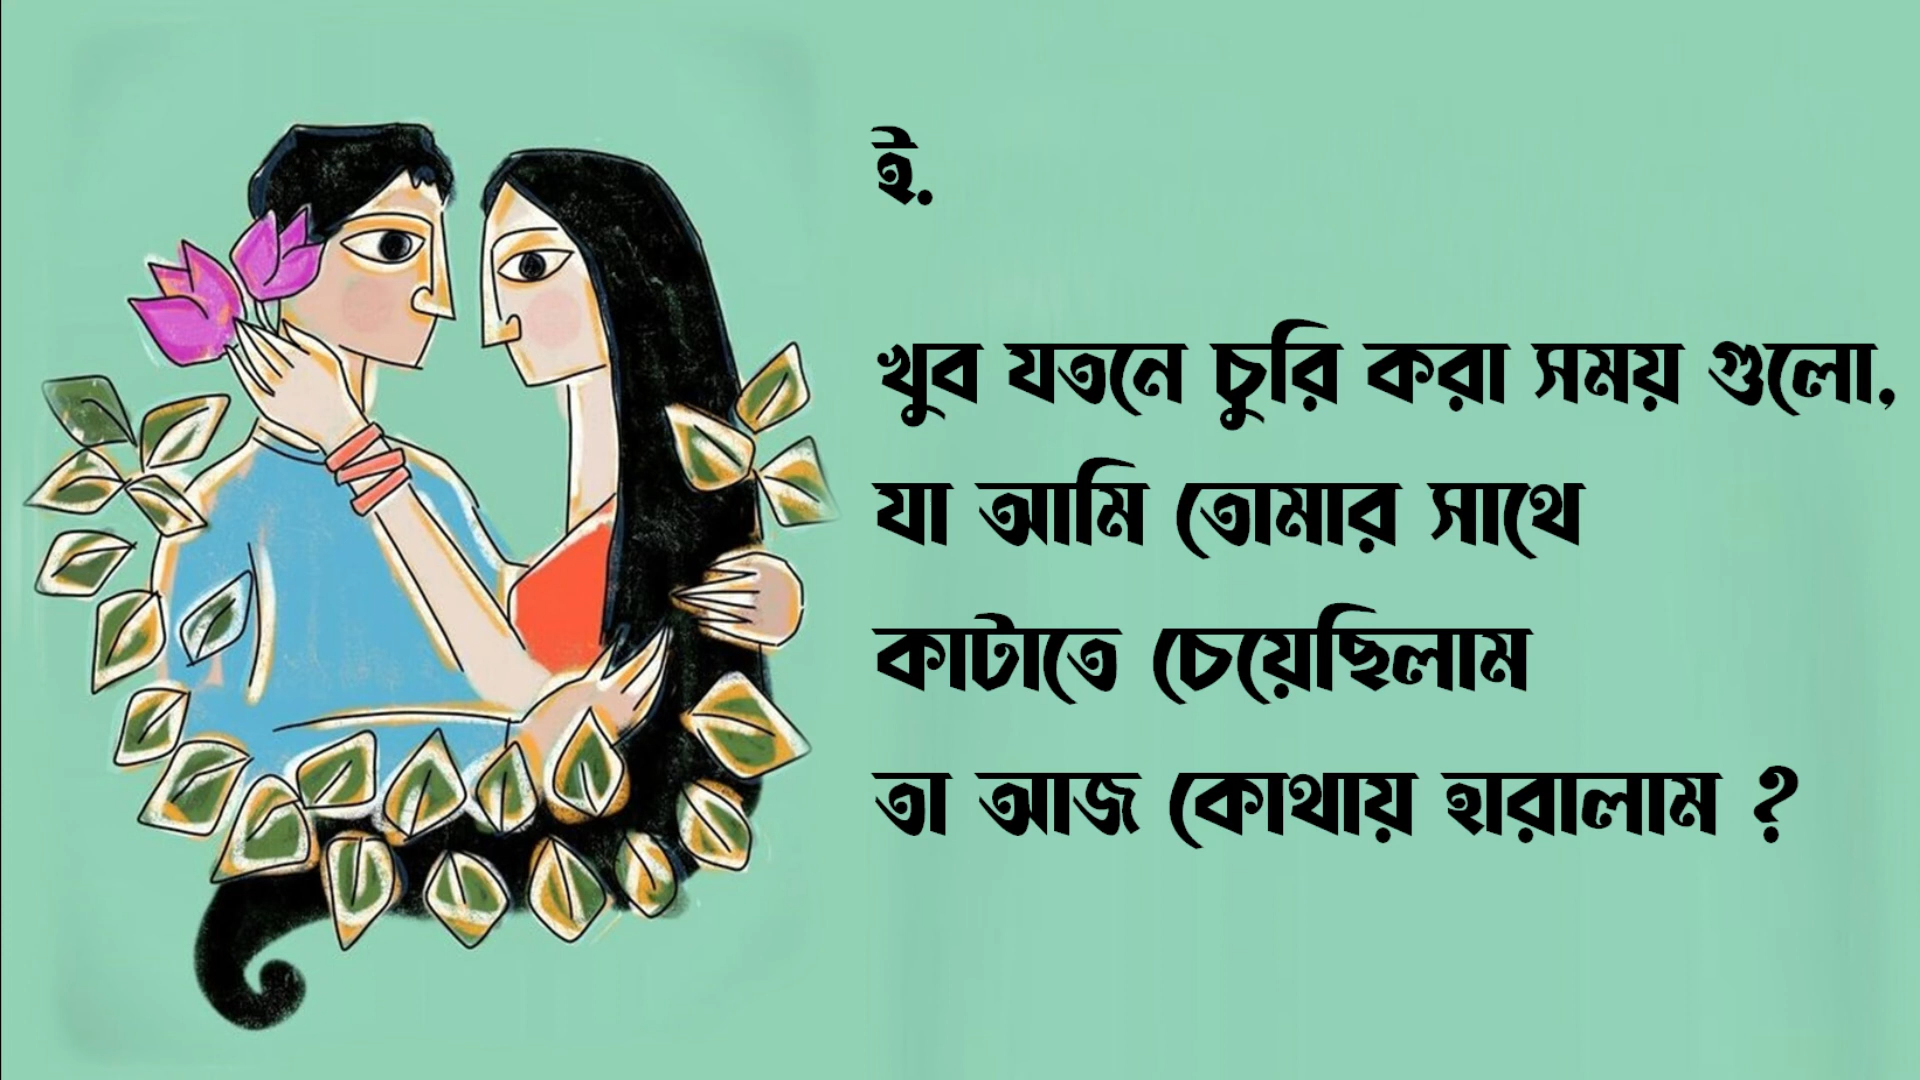 ই.
খুব যতনে চুরি করা সময় গুলো,
যা আমি তোমার সাথে
কাটাতে চেয়েছিলাম
তা আজ কোথায় হারালাম ?